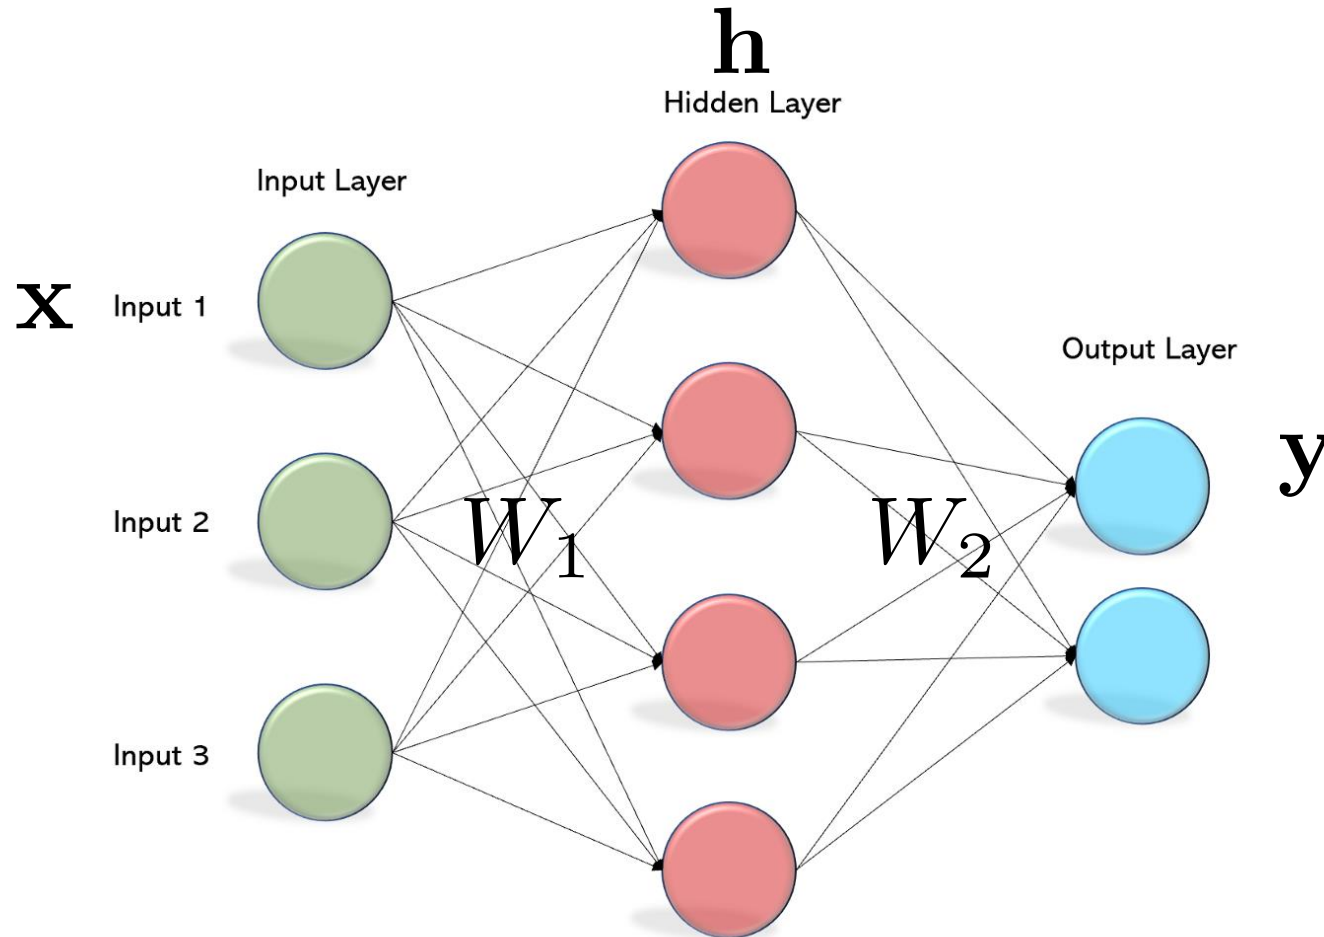 h
Hidden Layer
Input Layer
x
Input 1
Output Layer
y
Input 2
W1
W2
Input 3